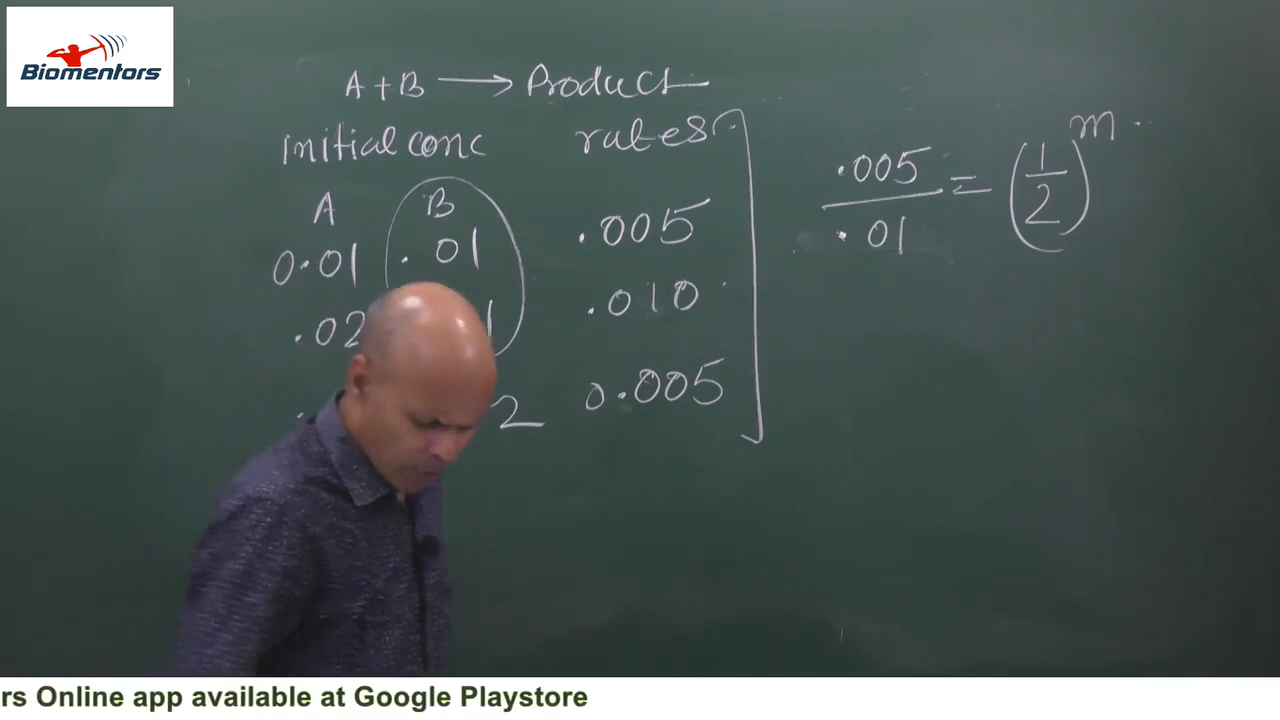 Biomentors
A + B ⟶ Product
initial conc rates
A B
0.01 .01 .005
.02 1 .010
2 0.005
.005 / .01 = (1/2)^m
rs Online app available at Google Playstore